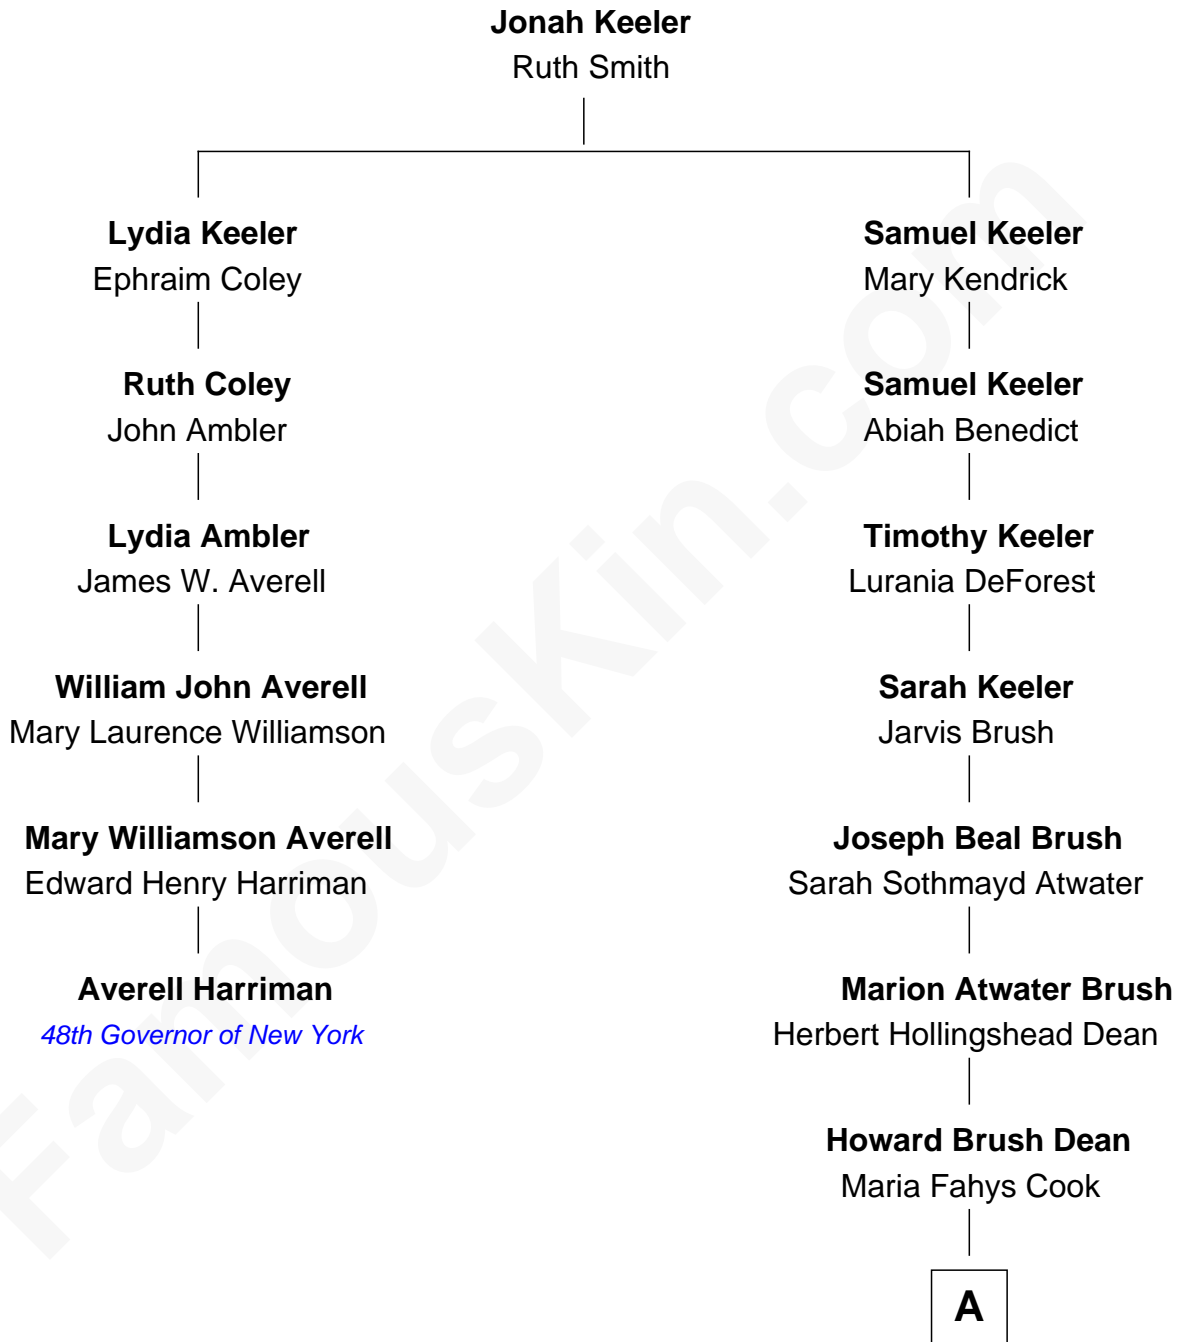 Jonah Keeler
Ruth Smith
Lydia Keeler
Ephraim Coley
Samuel Keeler
Mary Kendrick
Ruth Coley
John Ambler
Samuel Keeler
Abiah Benedict
Lydia Ambler
James W. Averell
Timothy Keeler
Lurania DeForest
William John Averell
Mary Laurence Williamson
Sarah Keeler
Jarvis Brush
Mary Williamson Averell
Edward Henry Harriman
Joseph Beal Brush
Sarah Sothmayd Atwater
Averell Harriman
48th Governor of New York
Marion Atwater Brush
Herbert Hollingshead Dean
Howard Brush Dean
Maria Fahys Cook
A
FamousKin.com